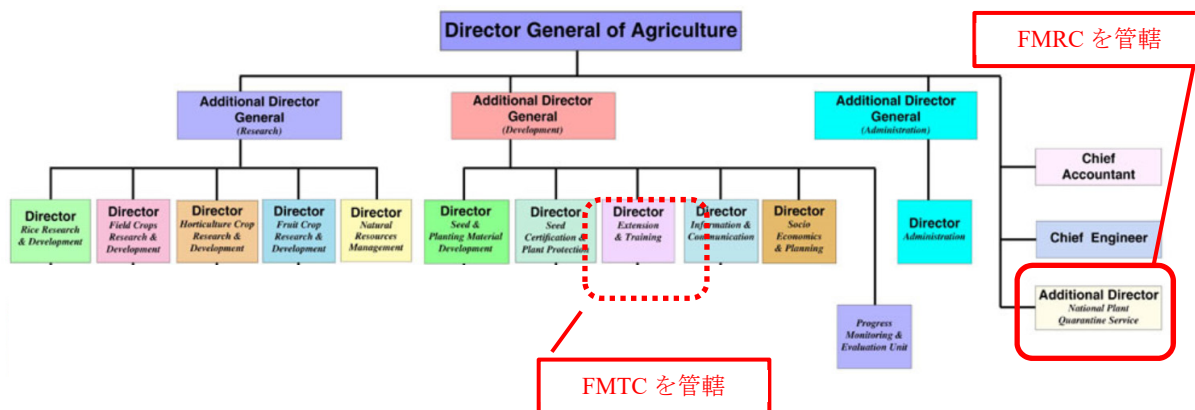 Director General of Agriculture
FMRC を管轄
Additional Director
General
(Research)
Additional Director
General
(Development)
Additional Director
General
(Administration)
Chief
Accountant
Director
Rice Research
& Development
Director
Field Crops
Research &
Development
Director
Horticulture Crop
Research &
Development
Director
Fruit Crop
Research &
Development
Director
Natural
Resources
Management
Director
Seed &
Planting Material
Development
Director
Seed
Certification &
Plant Protection
Director
Extension
& Training
Director
Information &
Communication
Director
Socio
Economics
& Planning
Director
Administration
Chief Engineer
Additional Director
National Plant
Quarantine Service
Progress
Monitoring &
Evaluation Unit
FMTC を管轄